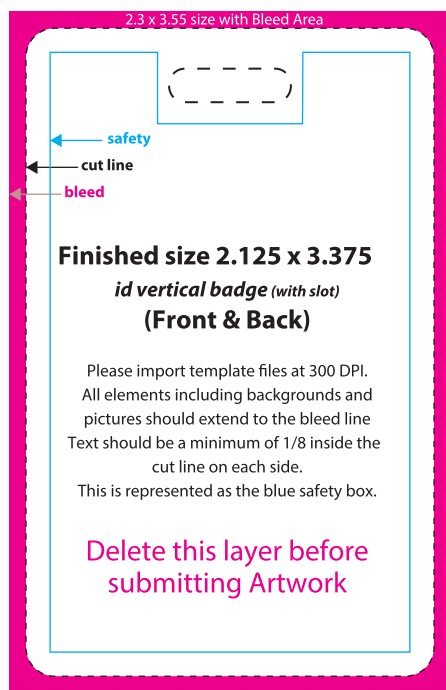 2.3 x 3.55 size with Bleed Area
safety
cut line
bleed
Finished size 2.125 x 3.375
id vertical badge (with slot)
(Front & Back)
Please import template files at 300 DPI.
All elements including backgrounds and
pictures should extend to the bleed line
Text should be a minimum of 1/8 inside the
cut line on each side.
This is represented as the blue safety box.
Delete this layer before
submitting Artwork